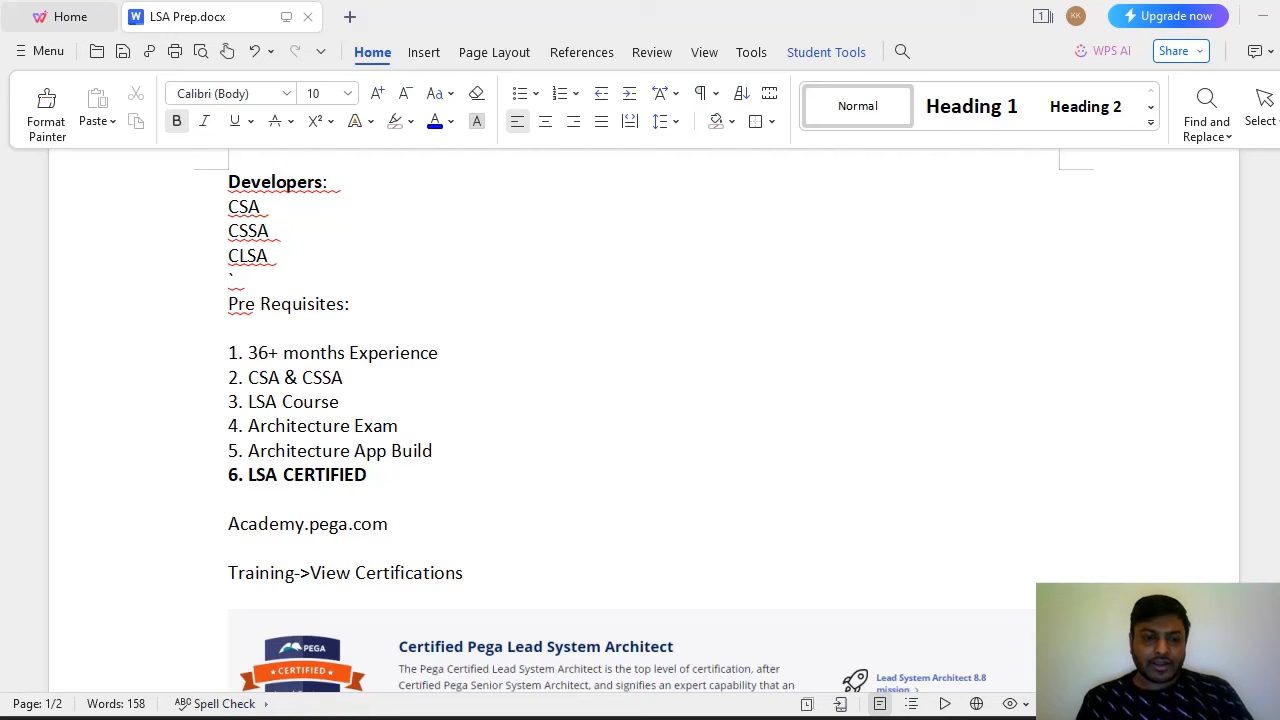 Home
LSA Prep.docx
1
KK
Upgrade now
Menu
Home
Insert
Page Layout
References
Review
View
Tools
Student Tools
WPS AI
Share
Format
Painter
Paste
Calibri (Body)
10
Normal
Heading 1
Heading 2
Find and
Replace
Select
Developers:
CSA
CSSA
CLSA
`
Pre Requisites:
1. 36+ months Experience
2. CSA & CSSA
3. LSA Course
4. Architecture Exam
5. Architecture App Build
6. LSA CERTIFIED
Academy.pega.com
Training->View Certifications
PEGA
CERTIFIED
Certified Pega Lead System Architect
The Pega Certified Lead System Architect is the top level of certification, after
Certified Pega Senior System Architect, and signifies an expert capability that an
Lead System Architect 8.8
mission >
Page: 1/2
Words: 153
Spell Check